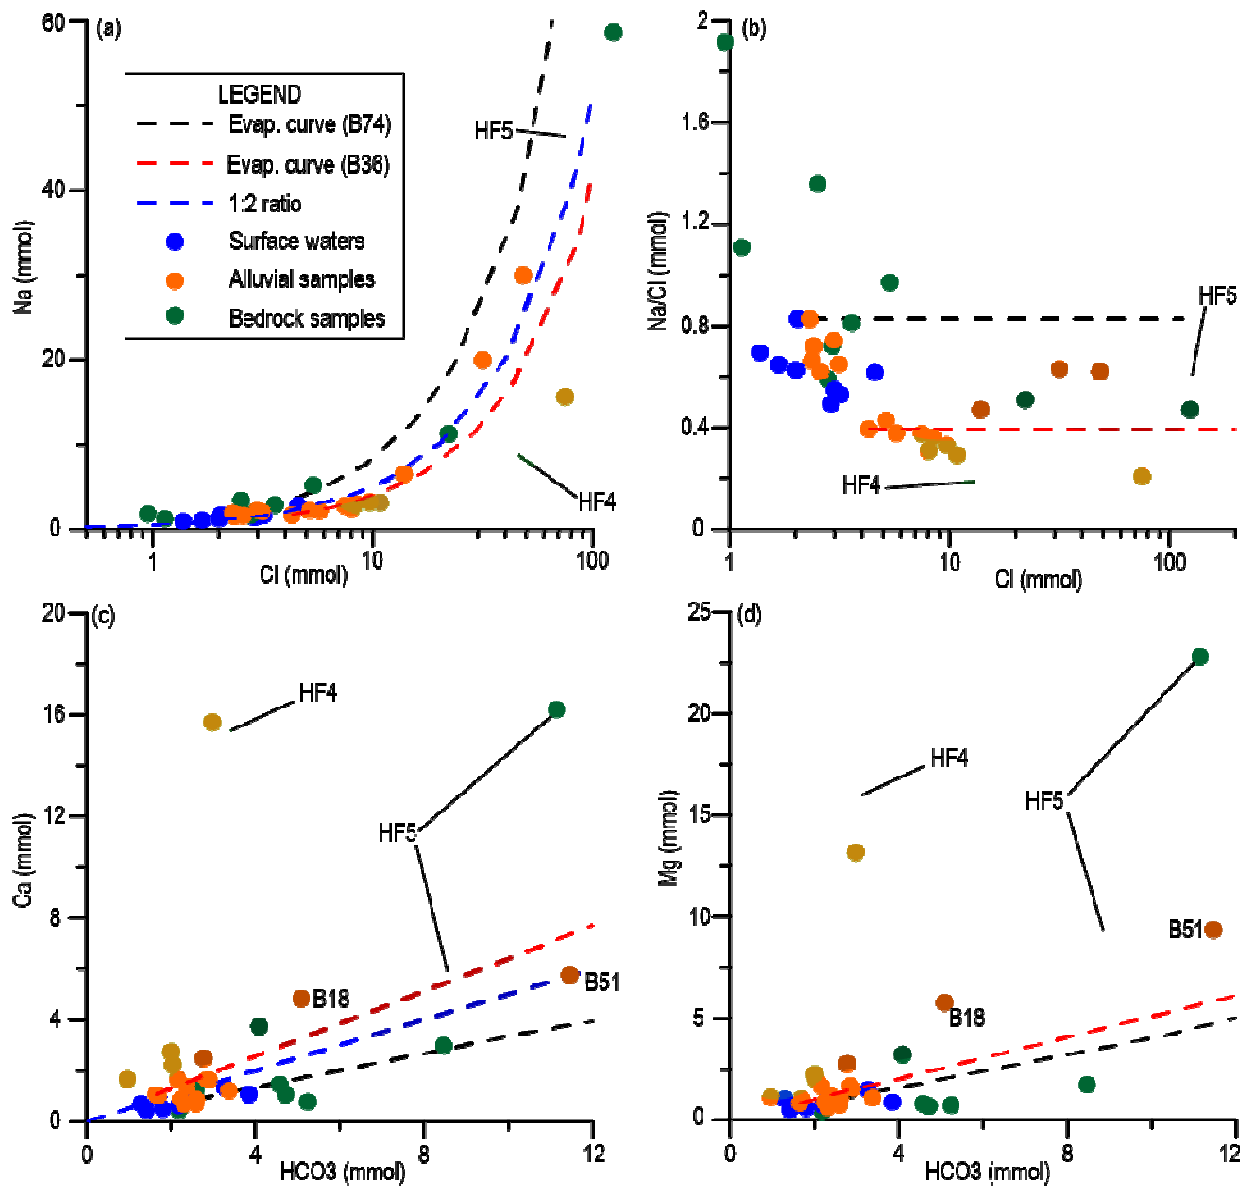 60
(a)
LEGEND
Evap. curve (B74)
Evap. curve (B36)
1:2 ratio
Surface waters
Alluvial samples
Bedrock samples
HF5
HF4
40
20
0
Na (mmol)
1
10
100
Cl (mmol)
2
(b)
1.6
1.2
0.8
0.4
0
Na/Cl (mmol)
HF5
HF4
1
10
100
Cl (mmol)
20
(c)
16
12
8
4
0
Ca (mmol)
HF4
HF5
B18
B51
0
4
8
12
HCO3 (mmol)
25
(d)
20
15
10
5
0
Mg (mmol)
HF4
HF5
B51
B18
0
4
8
12
HCO3 (mmol)